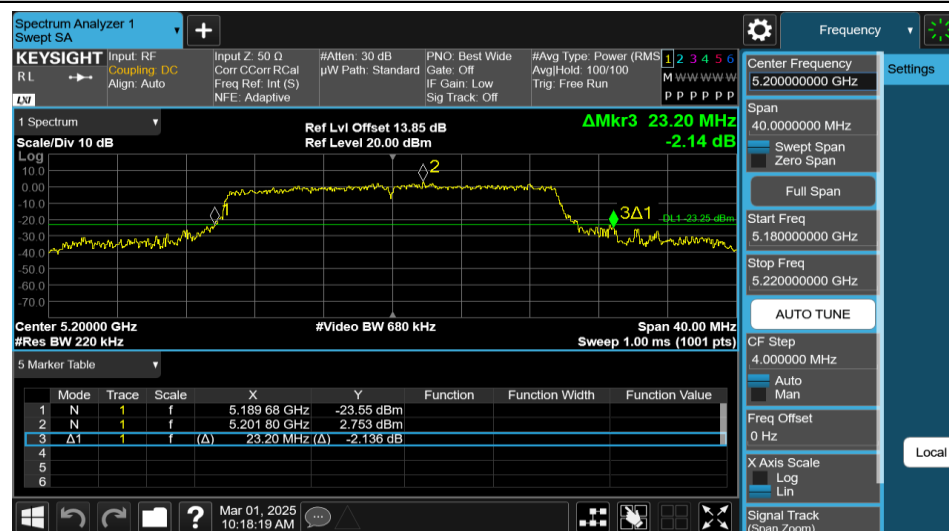 Spectrum Analyzer 1
Swept SA
Frequency
KEYSIGHT
RL
LXI
Input: RF
Coupling: DC
Align: Auto
Input Z: 50 Ω
Corr CCorr RCal
Freq Ref: Int (S)
NFE: Adaptive
#Atten: 30 dB
µW Path: Standard
PNO: Best Wide
Gate: Off
IF Gain: Low
Sig Track: Off
#Avg Type: Power (RMS
Avg|Hold: 100/100
Trig: Free Run
1 2 3 4 5 6
M W W W W W
P P P P P P
1 Spectrum
Scale/Div 10 dB
Ref Lvl Offset 13.85 dB
Ref Level 20.00 dBm
ΔMkr3 23.20 MHz
-2.14 dB
Log
10.0
0.00
-10.0
-20.0
-30.0
-40.0
-50.0
-60.0
-70.0
1
2
3Δ1
DL1 -23.25 dBm
Center 5.20000 GHz
#Res BW 220 kHz
#Video BW 680 kHz
Span 40.00 MHz
Sweep 1.00 ms (1001 pts)
5 Marker Table
Mode Trace Scale X Y Function Function Width Function Value
1 N 1 f 5.189 68 GHz -23.55 dBm
2 N 1 f 5.201 80 GHz 2.753 dBm
3 Δ1 1 f (Δ) 23.20 MHz (Δ) -2.136 dB
4
5
6
?
Mar 01, 2025
10:18:19 AM
Center Frequency
5.200000000 GHz
Span
40.0000000 MHz
Swept Span
Zero Span
Full Span
Start Freq
5.180000000 GHz
Stop Freq
5.220000000 GHz
AUTO TUNE
CF Step
4.000000 MHz
Auto
Man
Freq Offset
0 Hz
X Axis Scale
Log
Lin
Signal Track
(Span Zoom)
Settings
Local